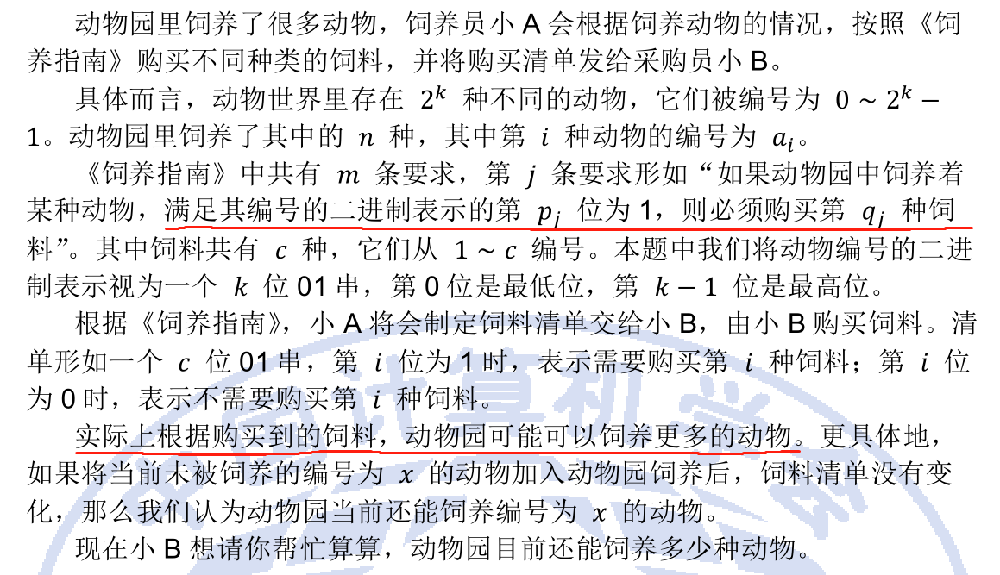 动物园里饲养了很多动物，饲养员小 A 会根据饲养动物的情况，按照《饲
养指南》购买不同种类的饲料，并将购买清单发给采购员小 B。
具体而言，动物世界里存在 2^k 种不同的动物，它们被编号为 0 ~ 2^k −
1。动物园里饲养了其中的 n 种，其中第 i 种动物的编号为 a_i。
《饲养指南》中共有 m 条要求，第 j 条要求形如“如果动物园中饲养着
某种动物，满足其编号的二进制表示的第 p_j 位为 1，则必须购买第 q_j 种饲
料”。其中饲料共有 c 种，它们从 1 ~ c 编号。本题中我们将动物编号的二进
制表示视为一个 k 位 01 串，第 0 位是最低位，第 k − 1 位是最高位。
根据《饲养指南》，小 A 将会制定饲料清单交给小 B，由小 B 购买饲料。清
单形如一个 c 位 01 串，第 i 位为 1 时，表示需要购买第 i 种饲料；第 i 位
为 0 时，表示不需要购买第 i 种饲料。
实际上根据购买到的饲料，动物园可能可以饲养更多的动物。更具体地，
如果将当前未被饲养的编号为 x 的动物加入动物园饲养后，饲料清单没有变
化，那么我们认为动物园当前还能饲养编号为 x 的动物。
现在小 B 想请你帮忙算算，动物园目前还能饲养多少种动物。